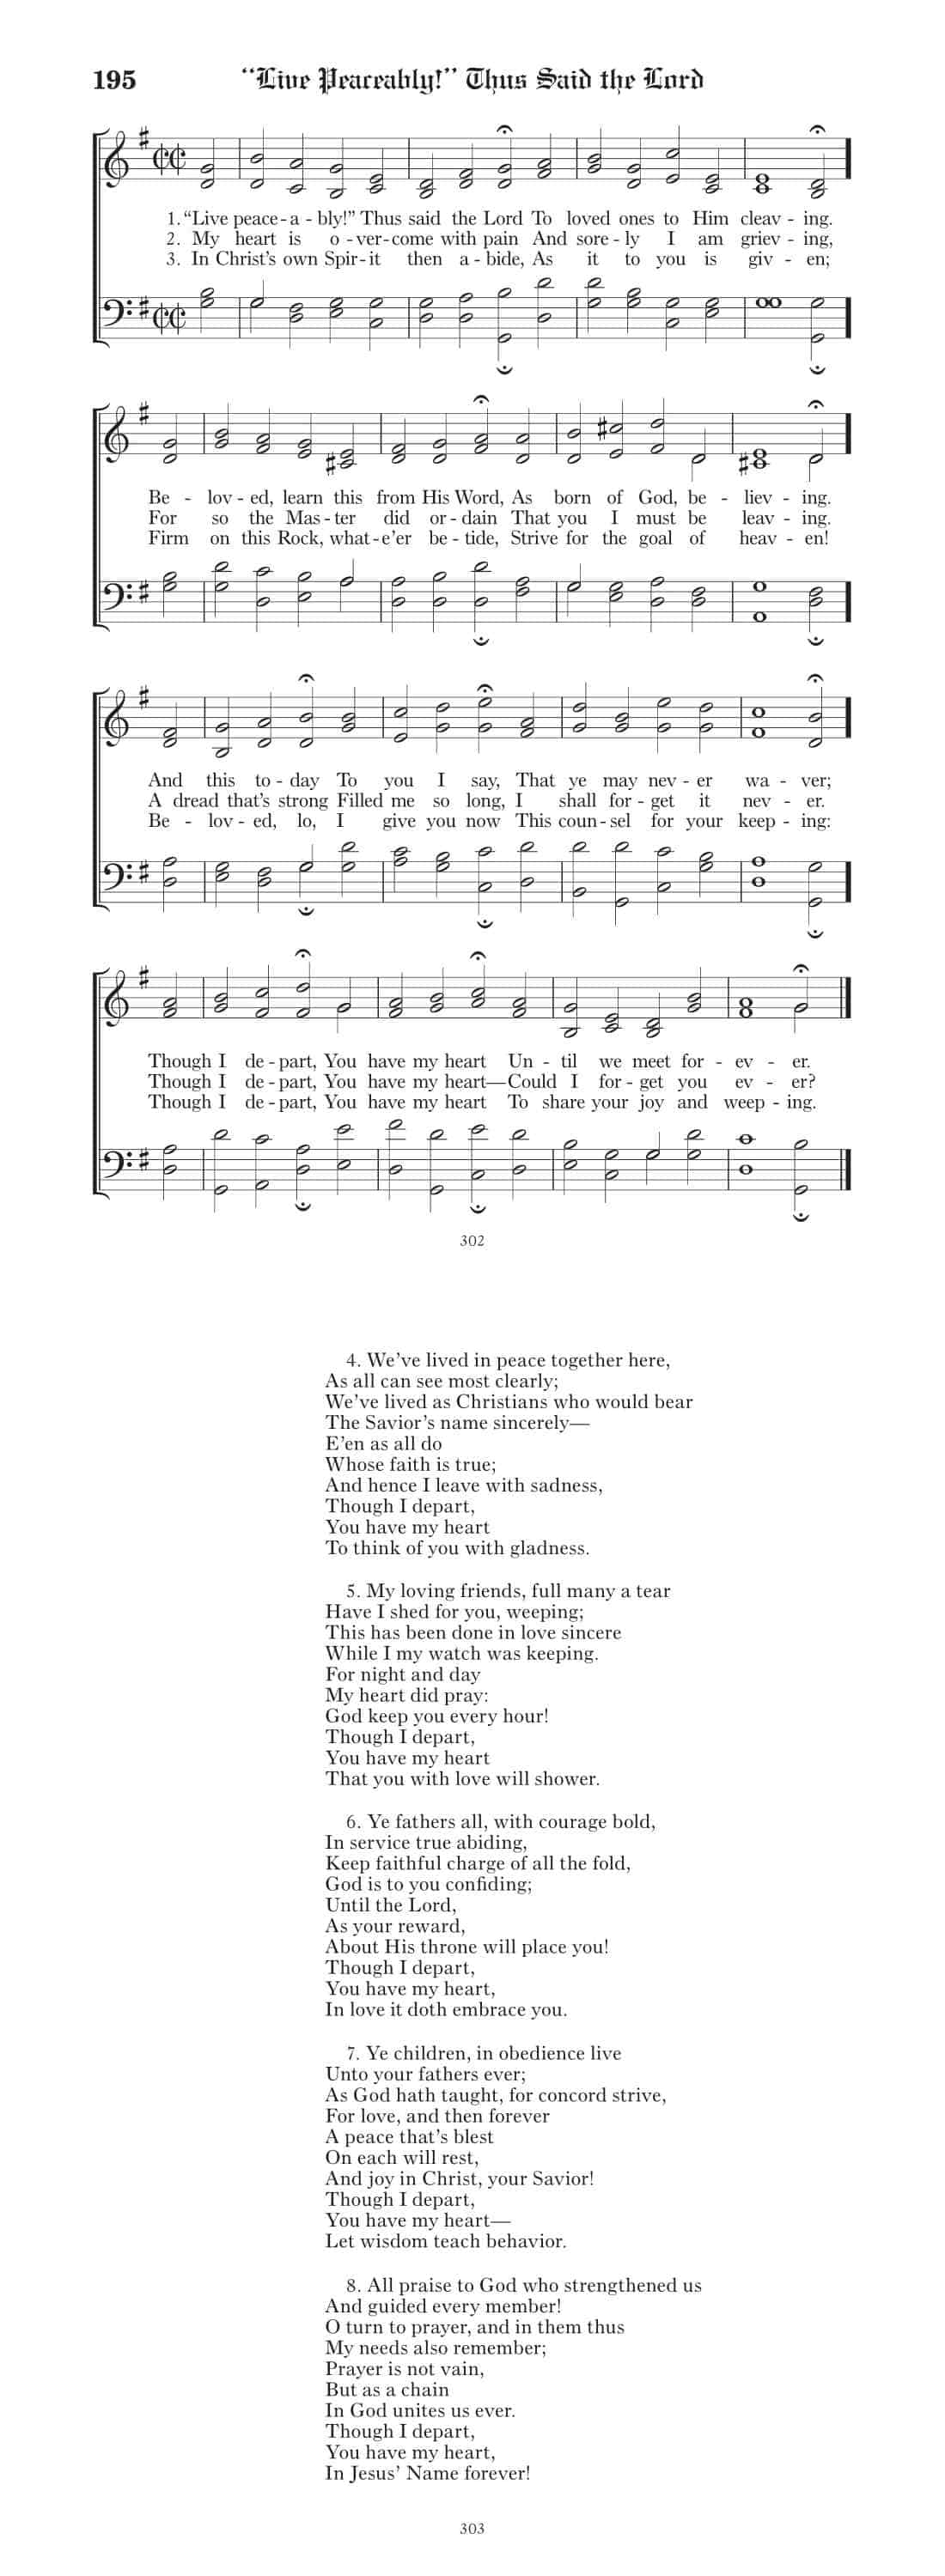 195 “Live Peaceably!” Thus Said the Lord
1. “Live peace - a - bly!” Thus said the Lord To loved ones to Him cleav - ing.
2. My heart is o - ver - come with pain And sore - ly I am griev - ing,
3. In Christ’s own Spir - it then a - bide, As it to you is giv - en;
Be - lov - ed, learn this from His Word, As born of God, be - liev - ing.
For so the Mas - ter did or - dain That you I must be leav - ing.
Firm on this Rock, what - e’er be - tide, Strive for the goal of heav - en!
And this to - day To you I say, That ye may nev - er wa - ver;
A dread that’s strong Filled me so long, I shall for - get it nev - er.
Be - lov - ed, lo, I give you now This coun - sel for your keep - ing:
Though I de - part, You have my heart Un - til we meet for - ev - er.
Though I de - part, You have my heart—Could I for - get you ev - er?
Though I de - part, You have my heart To share your joy and weep - ing.
302
4. We’ve lived in peace together here,
As all can see most clearly;
We’ve lived as Christians who would bear
The Savior’s name sincerely—
E’en as all do
Whose faith is true;
And hence I leave with sadness,
Though I depart,
You have my heart
To think of you with gladness.
5. My loving friends, full many a tear
Have I shed for you, weeping;
This has been done in love sincere
While I my watch was keeping.
For night and day
My heart did pray:
God keep you every hour!
Though I depart,
You have my heart
That you with love will shower.
6. Ye fathers all, with courage bold,
In service true abiding,
Keep faithful charge of all the fold,
God is to you confiding;
Until the Lord,
As your reward,
About His throne will place you!
Though I depart,
You have my heart,
In love it doth embrace you.
7. Ye children, in obedience live
Unto your fathers ever;
As God hath taught, for concord strive,
For love, and then forever
A peace that’s blest
On each will rest,
And joy in Christ, your Savior!
Though I depart,
You have my heart—
Let wisdom teach behavior.
8. All praise to God who strengthened us
And guided every member!
O turn to prayer, and in them thus
My needs also remember;
Prayer is not vain,
But as a chain
In God unites us ever.
Though I depart,
You have my heart,
In Jesus’ Name forever!
303